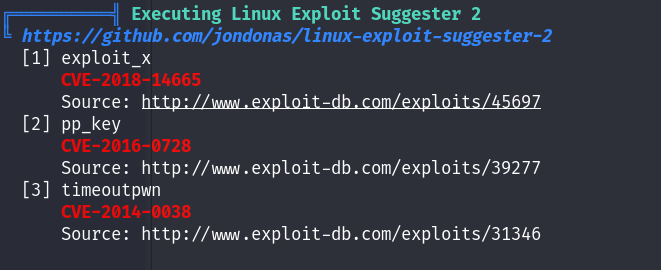 Executing Linux Exploit Suggester 2
https://github.com/jondonas/linux-exploit-suggester-2
[1] exploit_x
CVE-2018-14665
Source: http://www.exploit-db.com/exploits/45697
[2] pp_key
CVE-2016-0728
Source: http://www.exploit-db.com/exploits/39277
[3] timeoutpwn
CVE-2014-0038
Source: http://www.exploit-db.com/exploits/31346